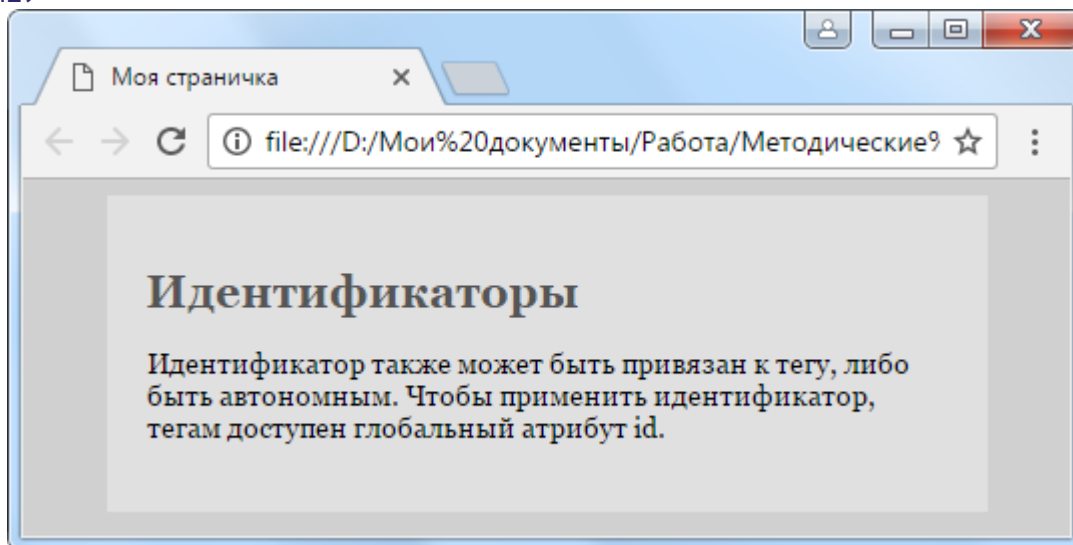 Моя страничка
file:///D:/Мои%20документы/Работа/Методические%
Идентификаторы
Идентификатор также может быть привязан к тегу, либо
быть автономным. Чтобы применить идентификатор,
тегам доступен глобальный атрибут id.